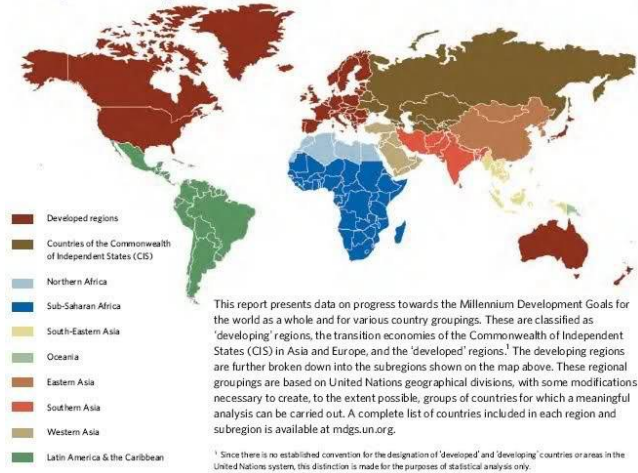 Developed regions
Countries of the Commonwealth
of Independent States (CIS)
Northern Africa
Sub-Saharan Africa
South-Eastern Asia
Oceania
Eastern Asia
Southern Asia
Western Asia
Latin America & the Caribbean
This report presents data on progress towards the Millennium Development Goals for
the world as a whole and for various country groupings. These are classified as
'developing' regions, the transition economies of the Commonwealth of Independent
States (CIS) in Asia and Europe, and the 'developed' regions.¹ The developing regions
are further broken down into the subregions shown on the map above. These regional
groupings are based on United Nations geographical divisions, with some modifications
necessary to create, to the extent possible, groups of countries for which a meaningful
analysis can be carried out. A complete list of countries included in each region and
subregion is available at mdgs.un.org.
¹ Since there is no established convention for the designation of 'developed' and 'developing' countries or areas in the
United Nations system, this distinction is made for the purposes of statistical analysis only.